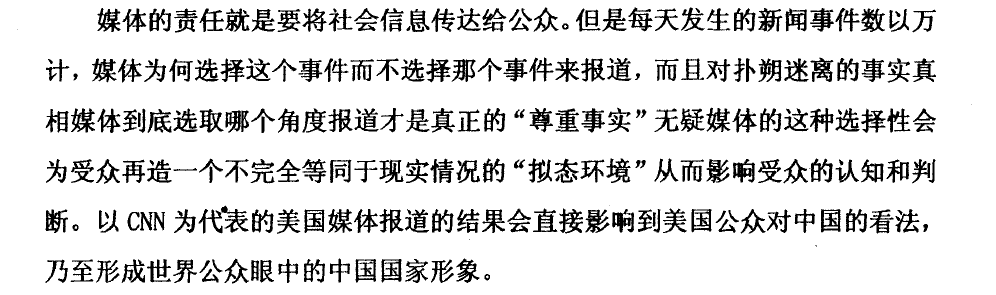 媒体的责任就是要将社会信息传达给公众。但是每天发生的新闻事件数以万
计，媒体为何选择这个事件而不选择那个事件来报道，而且对扑朔迷离的事实真
相媒体到底选取哪个角度报道才是真正的“尊重事实”无疑媒体的这种选择性会
为受众再造一个不完全等同于现实情况的“拟态环境”从而影响受众的认知和判
断。以 CNN 为代表的美国媒体报道的结果会直接影响到美国公众对中国的看法，
乃至形成世界公众眼中的中国国家形象。